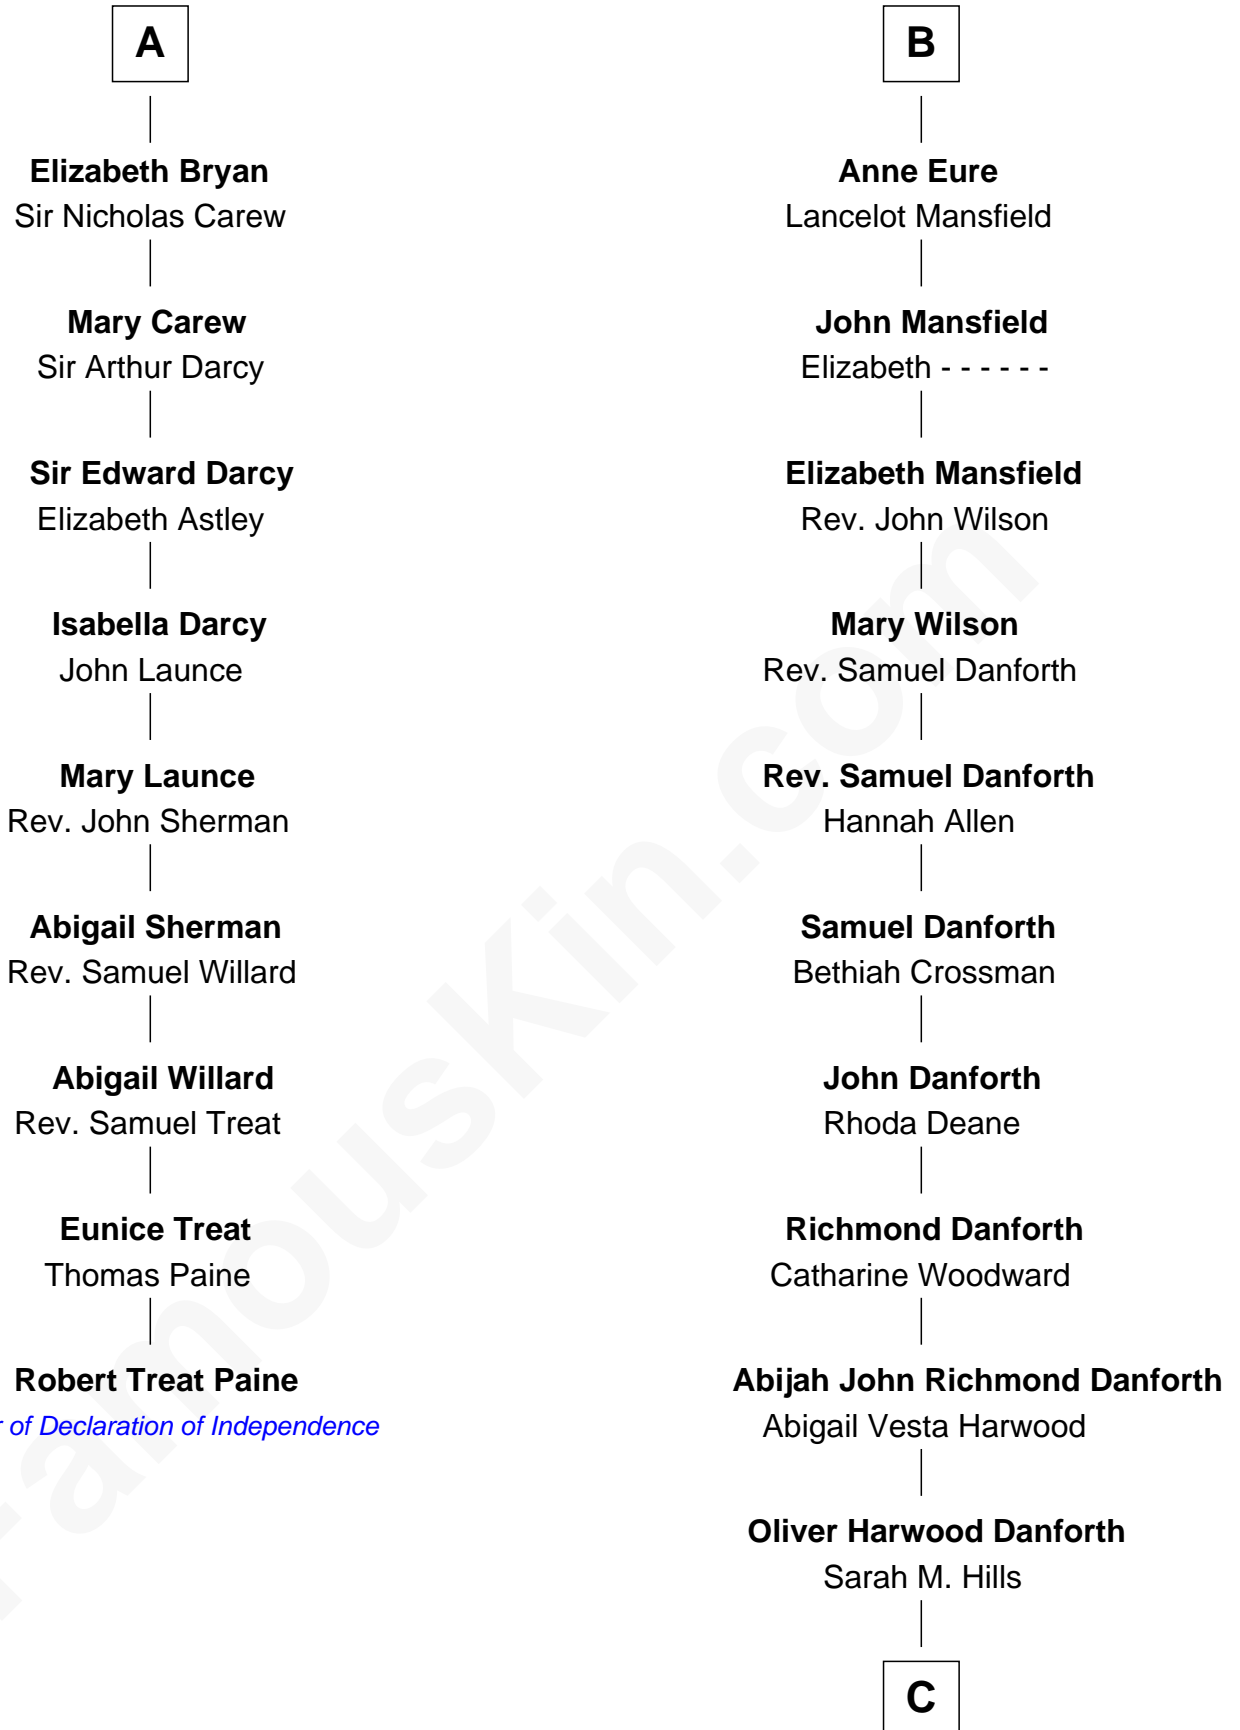 A
Elizabeth Bryan
Sir Nicholas Carew
Mary Carew
Sir Arthur Darcy
Sir Edward Darcy
Elizabeth Astley
Isabella Darcy
John Launce
Mary Launce
Rev. John Sherman
Abigail Sherman
Rev. Samuel Willard
Abigail Willard
Rev. Samuel Treat
Eunice Treat
Thomas Paine
Robert Treat Paine
of Declaration of Independence
B
Anne Eure
Lancelot Mansfield
John Mansfield
Elizabeth - - - - - -
Elizabeth Mansfield
Rev. John Wilson
Mary Wilson
Rev. Samuel Danforth
Rev. Samuel Danforth
Hannah Allen
Samuel Danforth
Bethiah Crossman
John Danforth
Rhoda Deane
Richmond Danforth
Catharine Woodward
Abijah John Richmond Danforth
Abigail Vesta Harwood
Oliver Harwood Danforth
Sarah M. Hills
C
FamousKin.com